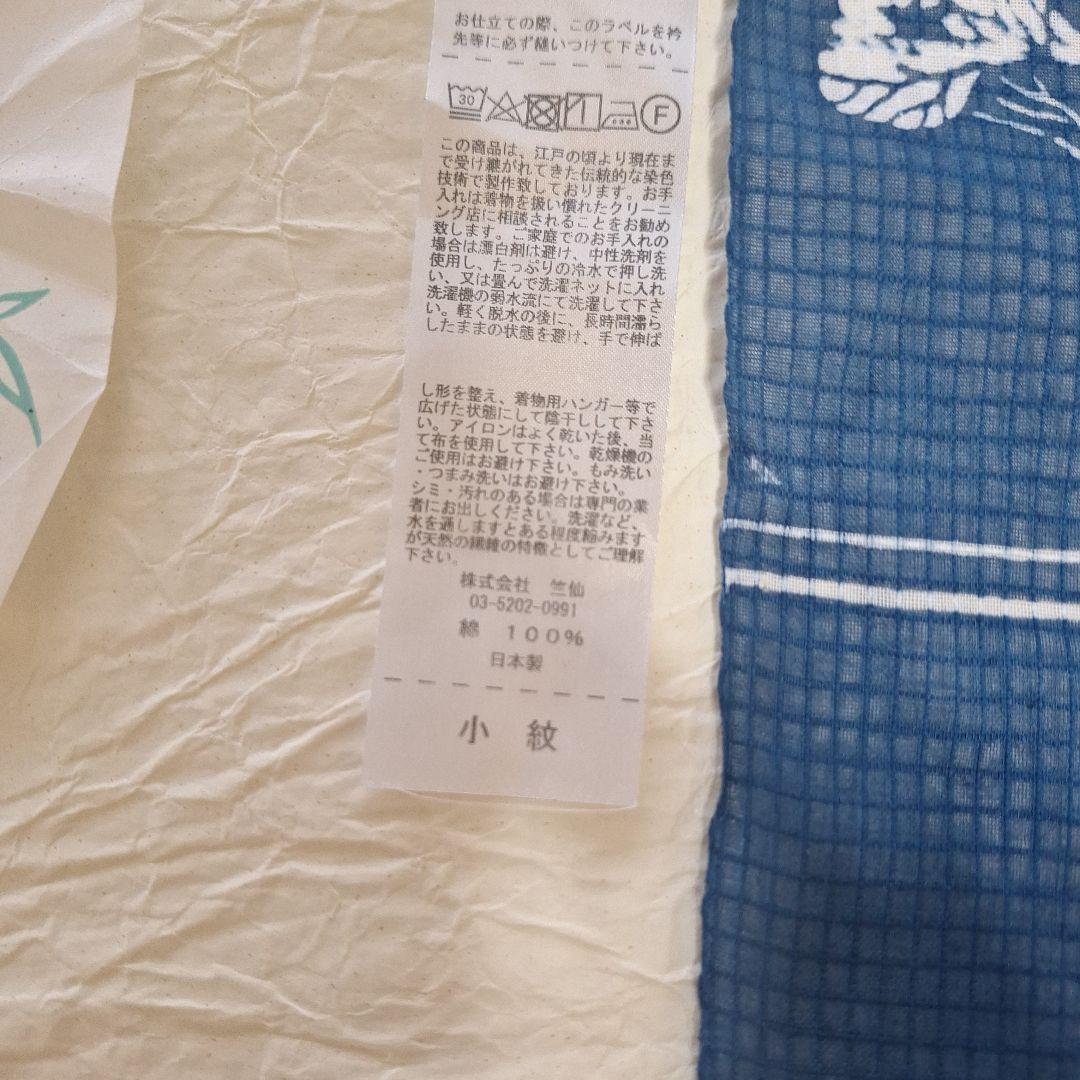 お仕立ての際、このラベルを衿
先等に必ず縫いつけて下さい。
30
F
この商品は、江戸の頃より現在ま
で受け継がれてきた伝統的な染色
技術で製作致しております。お手
入れは着物を扱い慣れたクリーニ
ング店に相談されることをお勧め
致します。ご家庭でのお手入れの
場合は漂白剤は避け、中性洗剤を
使用し、たっぷりの冷水で押し洗
い、又は畳んで洗濯ネットに入れ
洗濯機の弱水流にて洗濯して下さ
い。軽く脱水の後に、長時間濡ら
したままの状態を避け、手で伸ば
し形を整え、着物用ハンガー等で
広げた状態にして陰干しして下さ
い。アイロンはよく乾いた後、当
て布を使用して下さい。乾燥機の
ご使用はお避け下さい。もみ洗い
・つまみ洗いはお避け下さい。
シミ・汚れのある場合は専門の業
者にお出しください。洗濯など、
水を通しますとある程度縮みます
が天然の繊維の特徴としてご理解
下さい。
株式会社 竺仙
03-5202-0991
綿 100%
日本製
小 紋